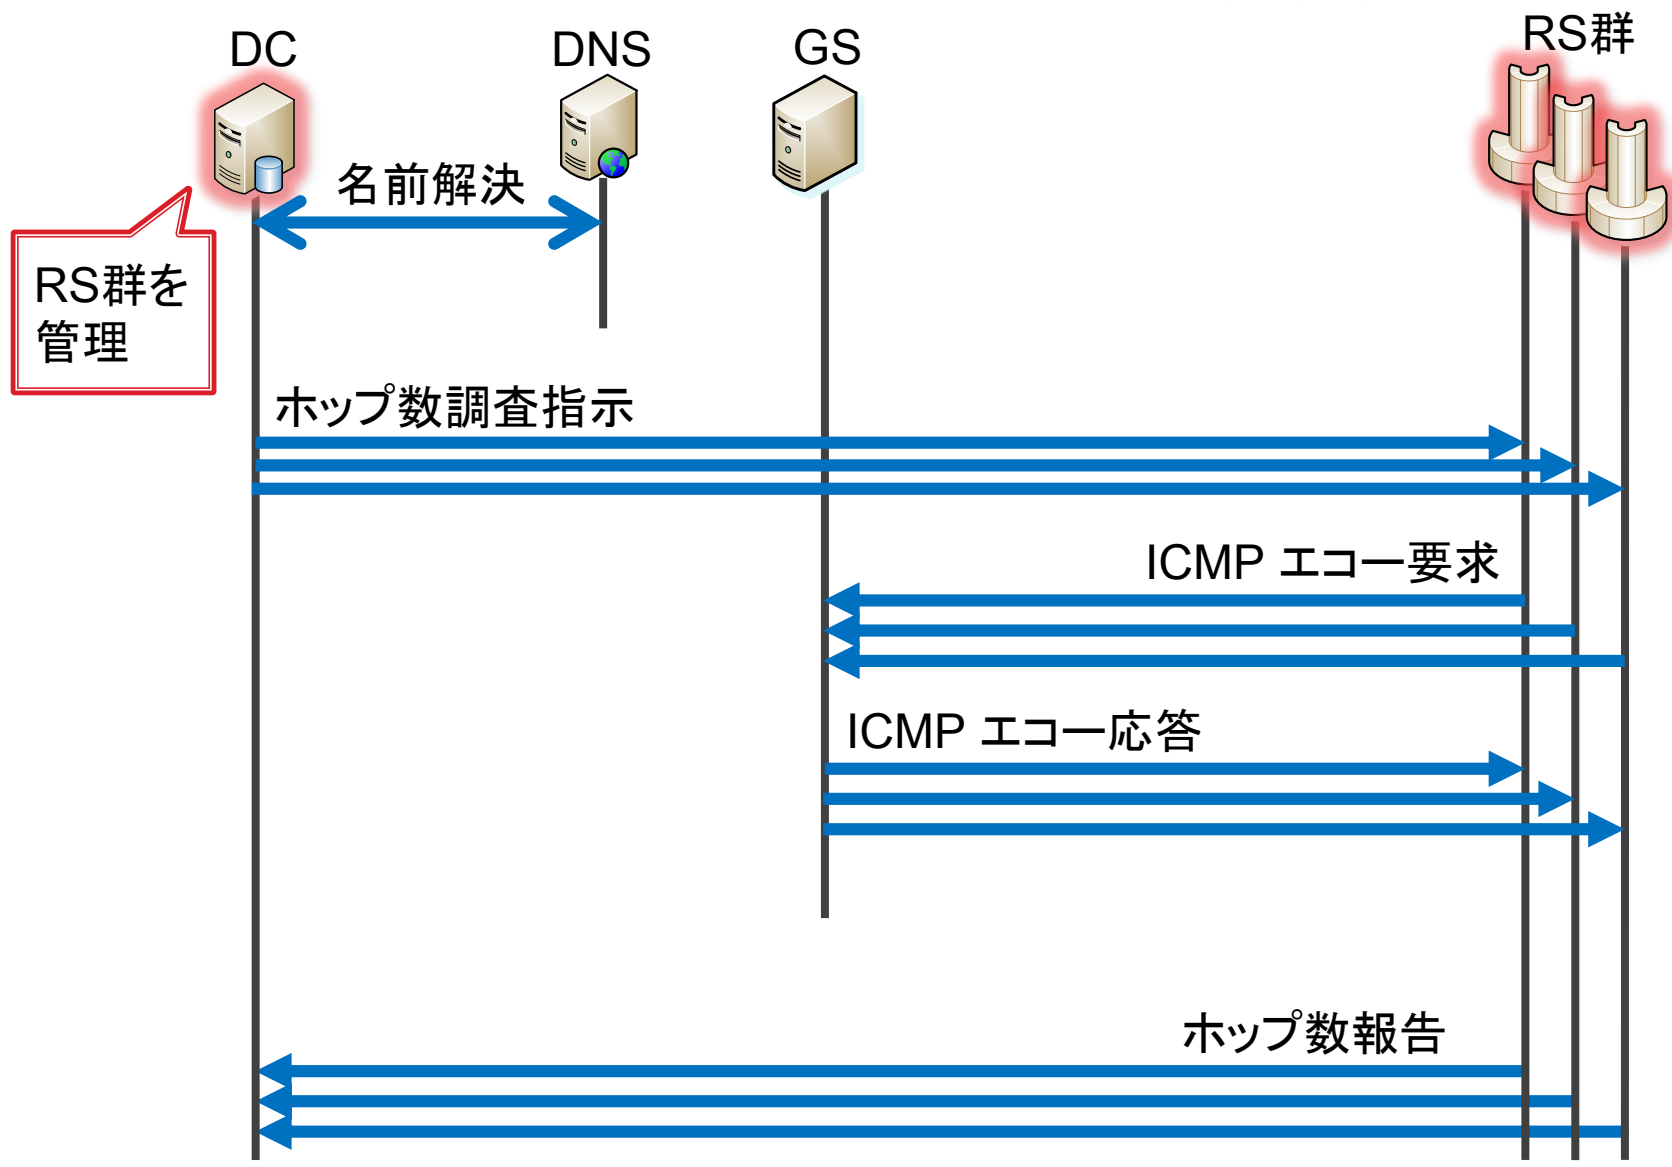 DC
DNS
GS
RS群
名前解決
RS群を
管理
ホップ数調査指示
ICMP エコー要求
ICMP エコー応答
ホップ数報告